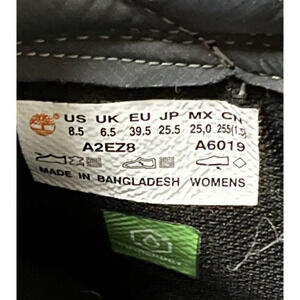 US UK EU JP MX CN
8.5 6.5 39.5 25.5 25,0 255(1.5)
A2EZ8 A6019
MADE IN BANGLADESH WOMENS